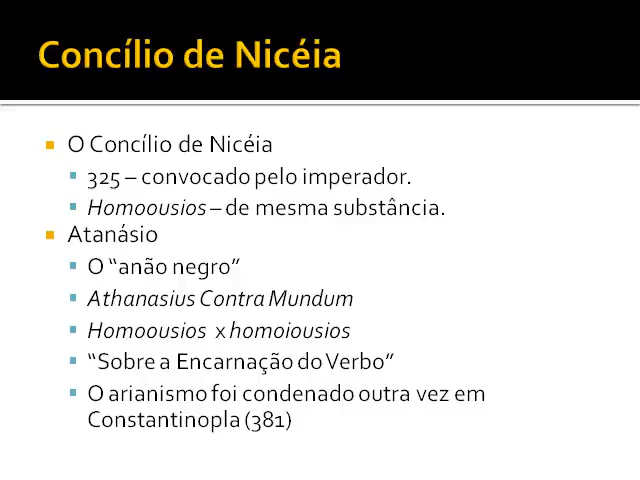 Concílio de Nicéia
O Concílio de Nicéia
325 – convocado pelo imperador.
Homoousios – de mesma substância.
Atanásio
O “anão negro”
Athanasius Contra Mundum
Homoousios x homoiousios
“Sobre a Encarnação do Verbo”
O arianismo foi condenado outra vez em
Constantinopla (381)